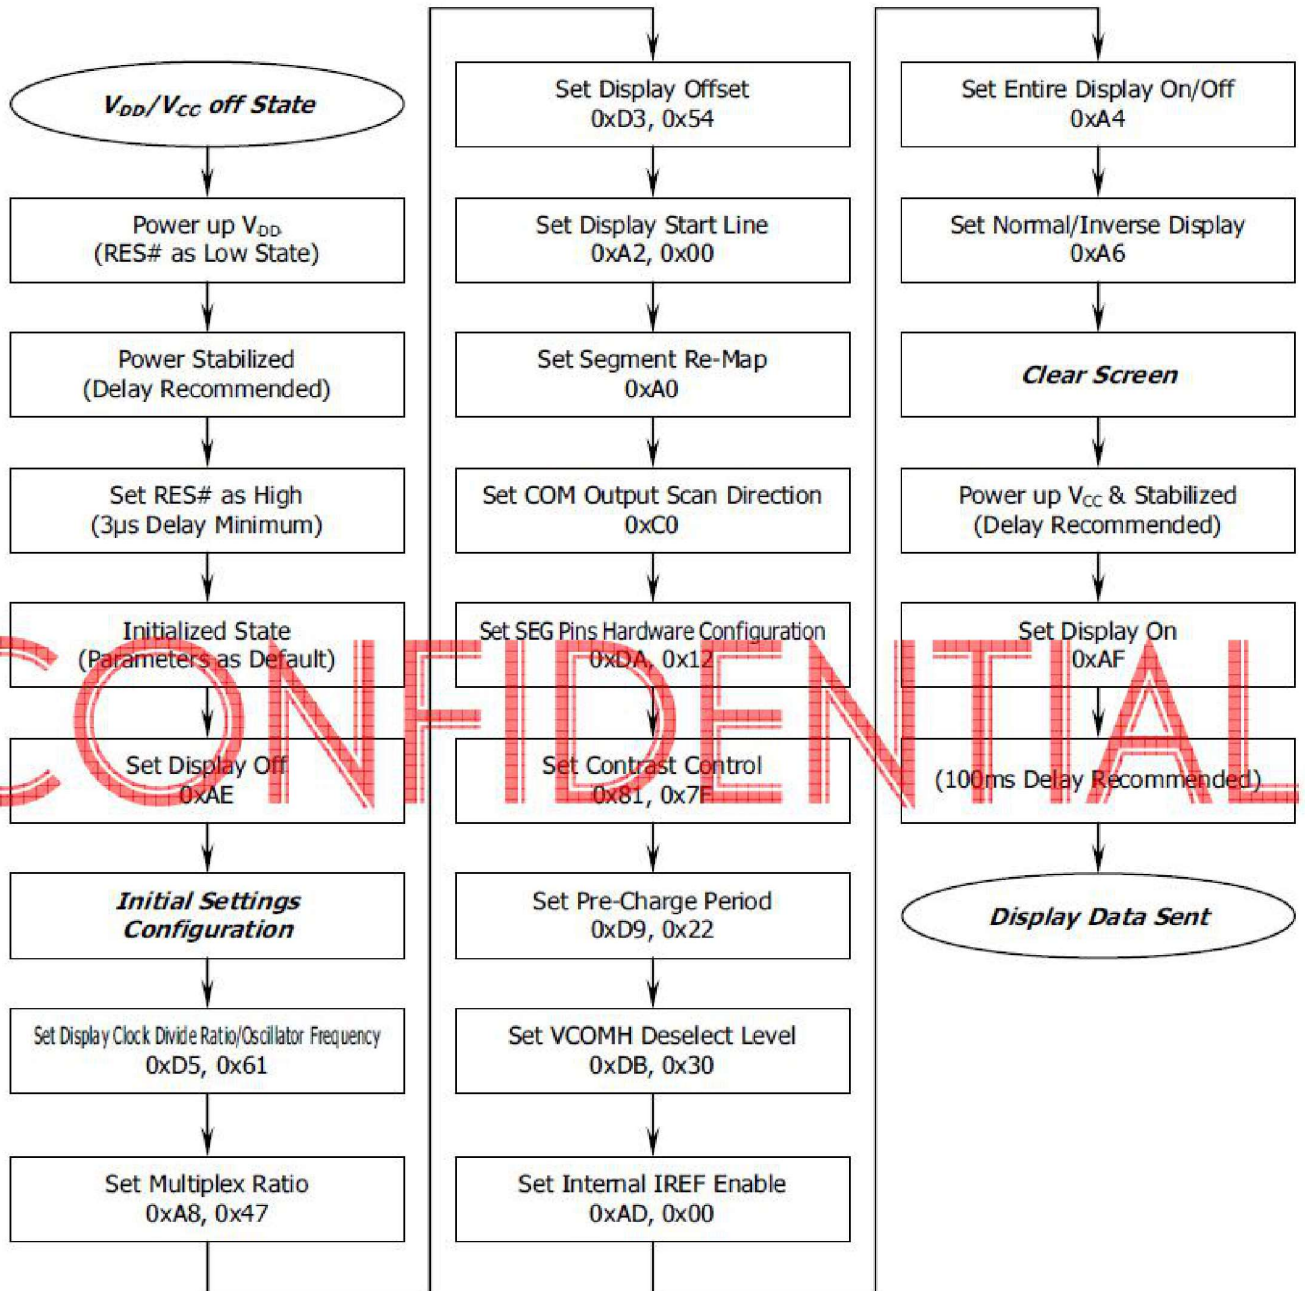 V_DD/V_CC off State
Power up V_DD.
(RES# as Low State)
Power Stabilized
(Delay Recommended)
Set RES# as High
(3µs Delay Minimum)
Initialized State
(Parameters as Default)
Set Display Off
0xAE
Initial Settings
Configuration
Set Display Clock Divide Ratio/Oscillator Frequency
0xD5, 0x61
Set Multiplex Ratio
0xA8, 0x47
Set Display Offset
0xD3, 0x54
Set Display Start Line
0xA2, 0x00
Set Segment Re-Map
0xA0
Set COM Output Scan Direction
0xC0
Set SEG Pins Hardware Configuration
0xDA, 0x12
Set Contrast Control
0x81, 0x7F
Set Pre-Charge Period
0xD9, 0x22
Set VCOMH Deselect Level
0xDB, 0x30
Set Internal IREF Enable
0xAD, 0x00
Set Entire Display On/Off
0xA4
Set Normal/Inverse Display
0xA6
Clear Screen
Power up V_CC & Stabilized
(Delay Recommended)
Set Display On
0xAF
(100ms Delay Recommended)
Display Data Sent
CONFIDENTIAL